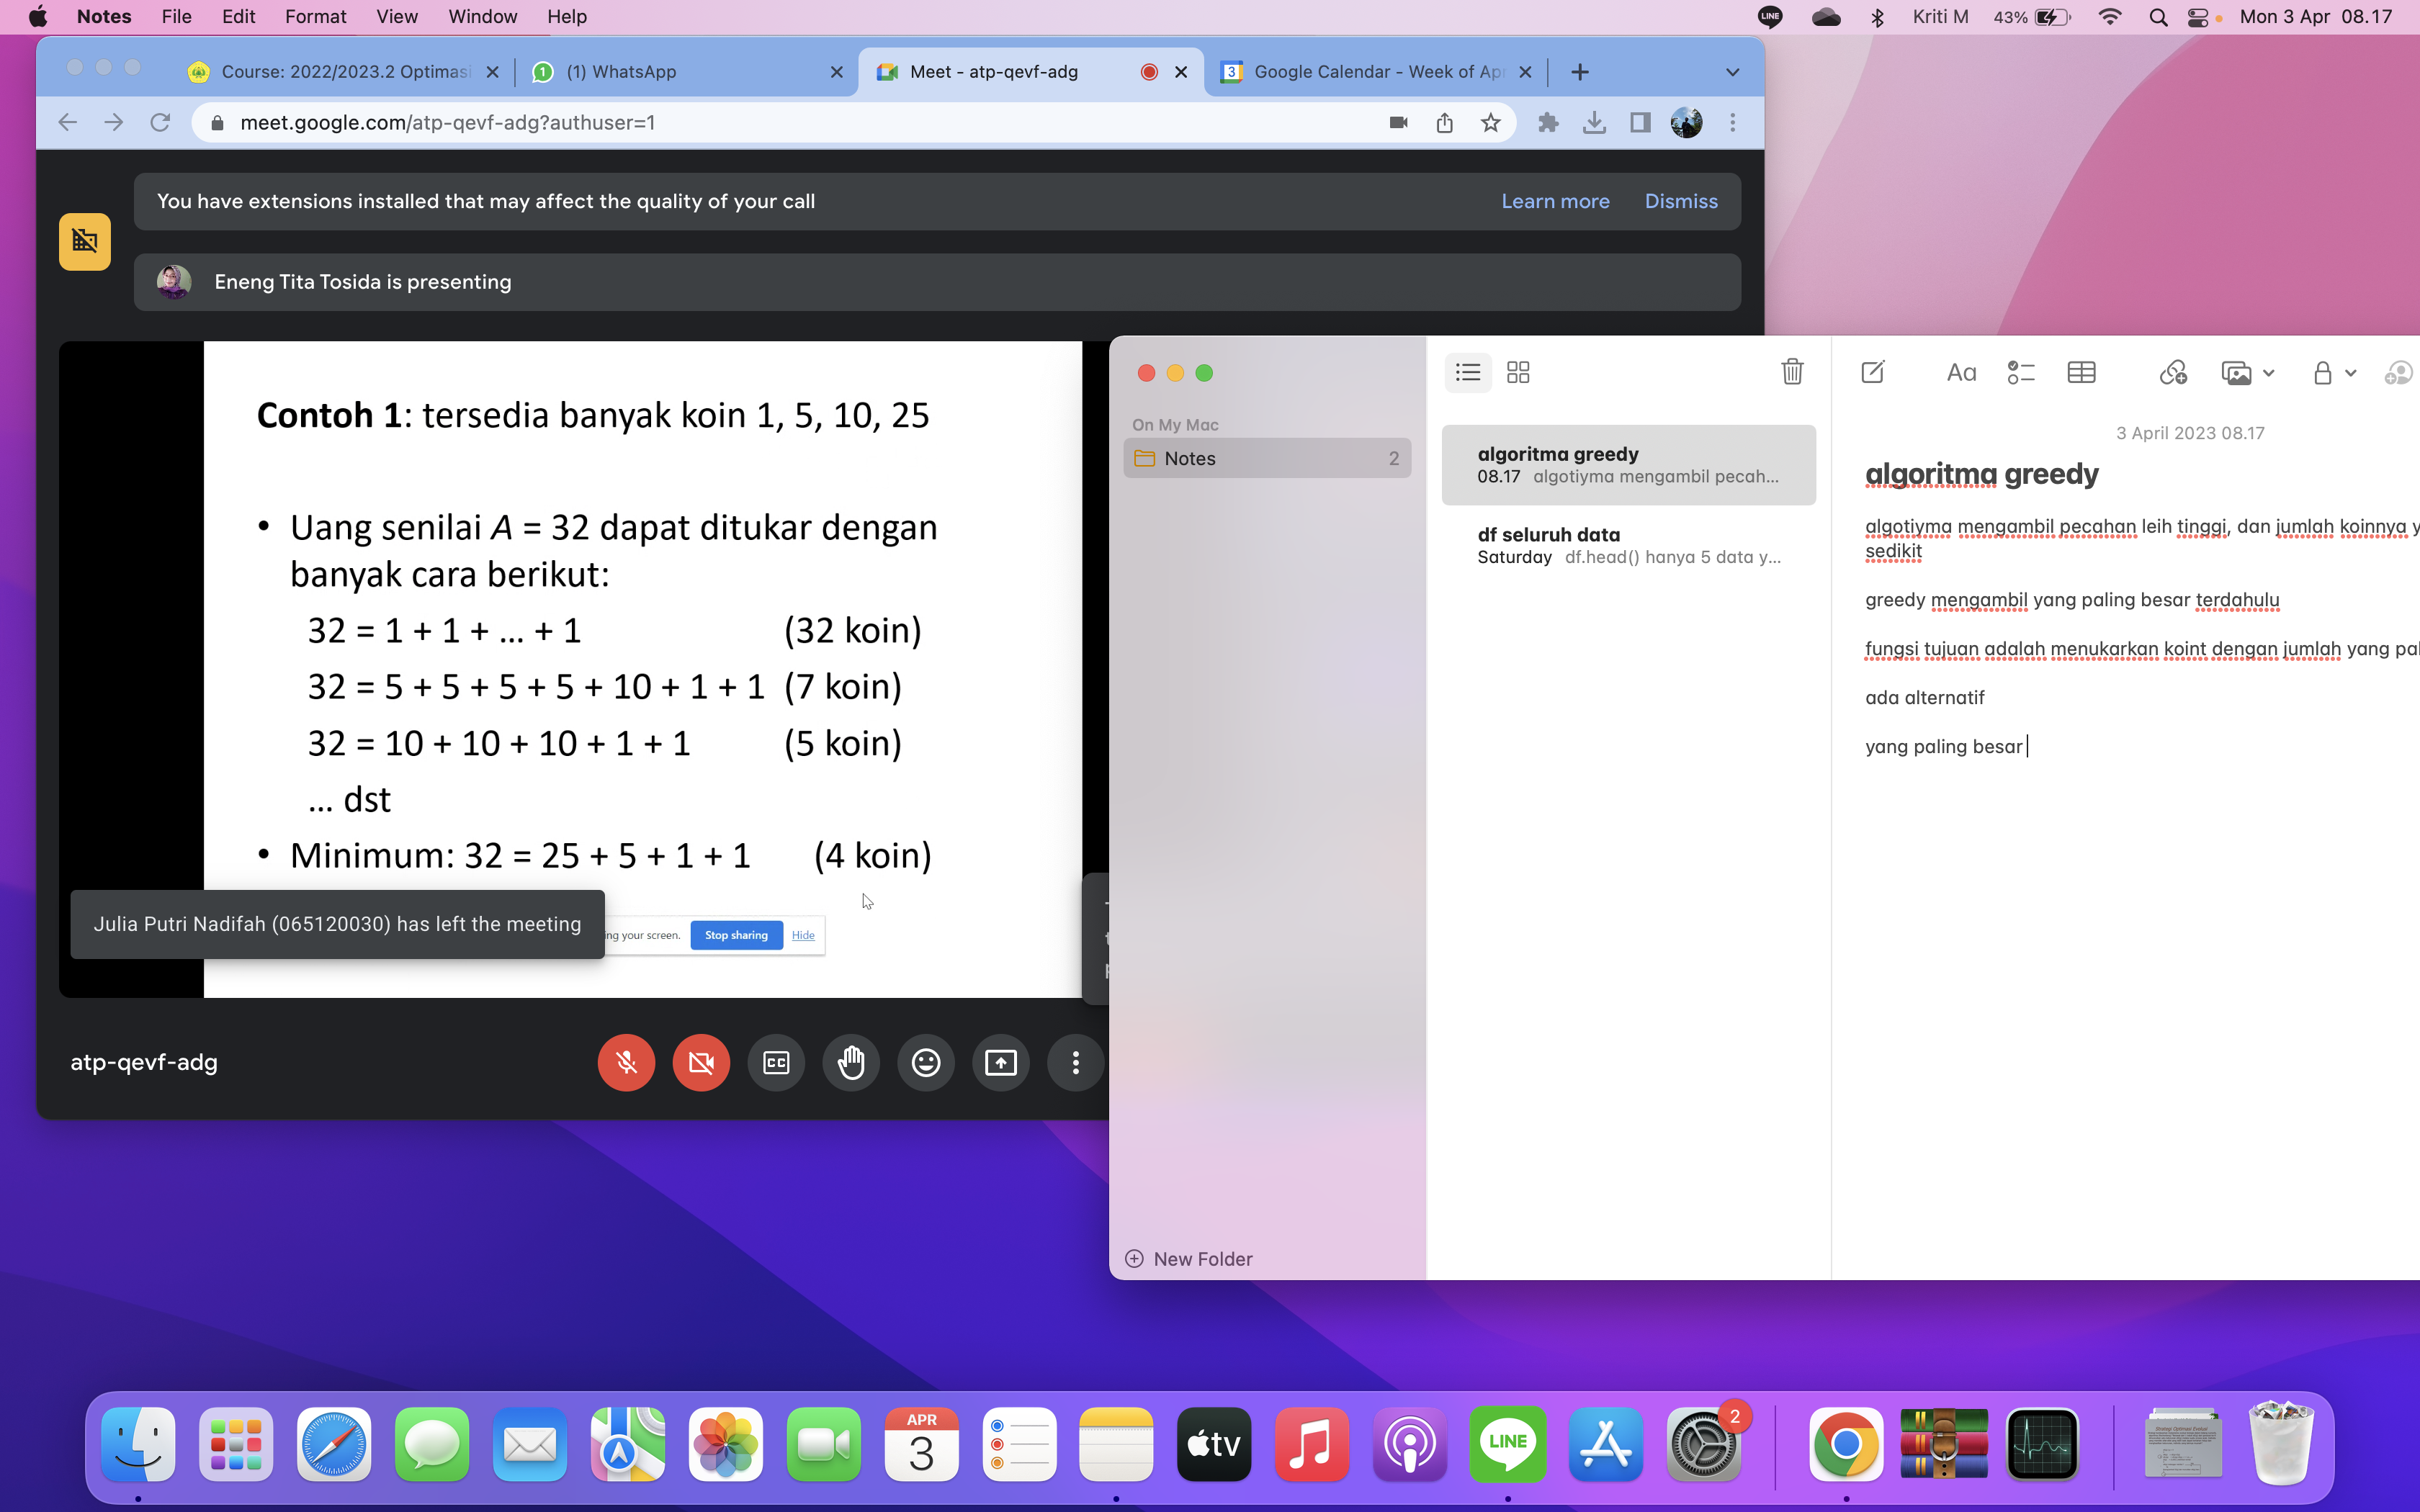 Notes File Edit Format View Window Help
LINE Kriti M 43% Mon 3 Apr 08.17
Course: 2022/2023.2 Optimasi
1 (1) WhatsApp
Meet - atp-qevf-adg
3 Google Calendar - Week of Apr
meet.google.com/atp-qevf-adg?authuser=1
You have extensions installed that may affect the quality of your call Learn more Dismiss
Eneng Tita Tosida is presenting
Contoh 1: tersedia banyak koin 1, 5, 10, 25
• Uang senilai A = 32 dapat ditukar dengan
banyak cara berikut:
32 = 1 + 1 + ... + 1 (32 koin)
32 = 5 + 5 + 5 + 5 + 10 + 1 + 1 (7 koin)
32 = 10 + 10 + 10 + 1 + 1 (5 koin)
... dst
• Minimum: 32 = 25 + 5 + 1 + 1 (4 koin)
Julia Putri Nadifah (065120030) has left the meeting
your screen. Stop sharing Hide
atp-qevf-adg
CC
On My Mac
Notes 2
New Folder
algoritma greedy
08.17 algotiyma mengambil pecah...
df seluruh data
Saturday df.head() hanya 5 data y...
Aa
3 April 2023 08.17
algoritma greedy
algotiyma mengambil pecahan leih tinggi, dan jumlah koinnya y
sedikit
greedy mengambil yang paling besar terdahulu
fungsi tujuan adalah menukarkan koint dengan jumlah yang pal
ada alternatif
yang paling besar
APR
3
tv
LINE
2